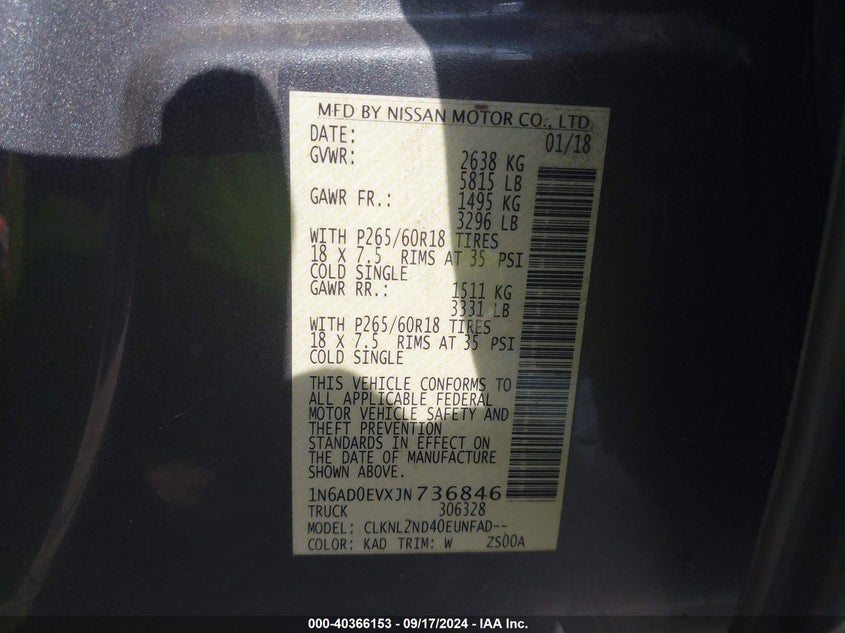 MFD BY NISSAN MOTOR CO., LTD.
DATE: 01/18
GVWR: 2638 KG
5815 LB
GAWR FR.: 1495 KG
3296 LB
WITH P265/60R18 TIRES
18 X 7.5 RIMS AT 35 PSI
COLD SINGLE
GAWR RR.: 1511 KG
3331 LB
WITH P265/60R18 TIRES
18 X 7.5 RIMS AT 35 PSI
COLD SINGLE
THIS VEHICLE CONFORMS TO
ALL APPLICABLE FEDERAL
MOTOR VEHICLE SAFETY AND
THEFT PREVENTION
STANDARDS IN EFFECT ON
THE DATE OF MANUFACTURE
SHOWN ABOVE.
1N6AD0EVXJN736846
TRUCK 306328
MODEL: CLKNL2ND40EUNFAD--
COLOR: KAD TRIM: W ZS00A
000-40366153 - 09/17/2024 - IAA Inc.